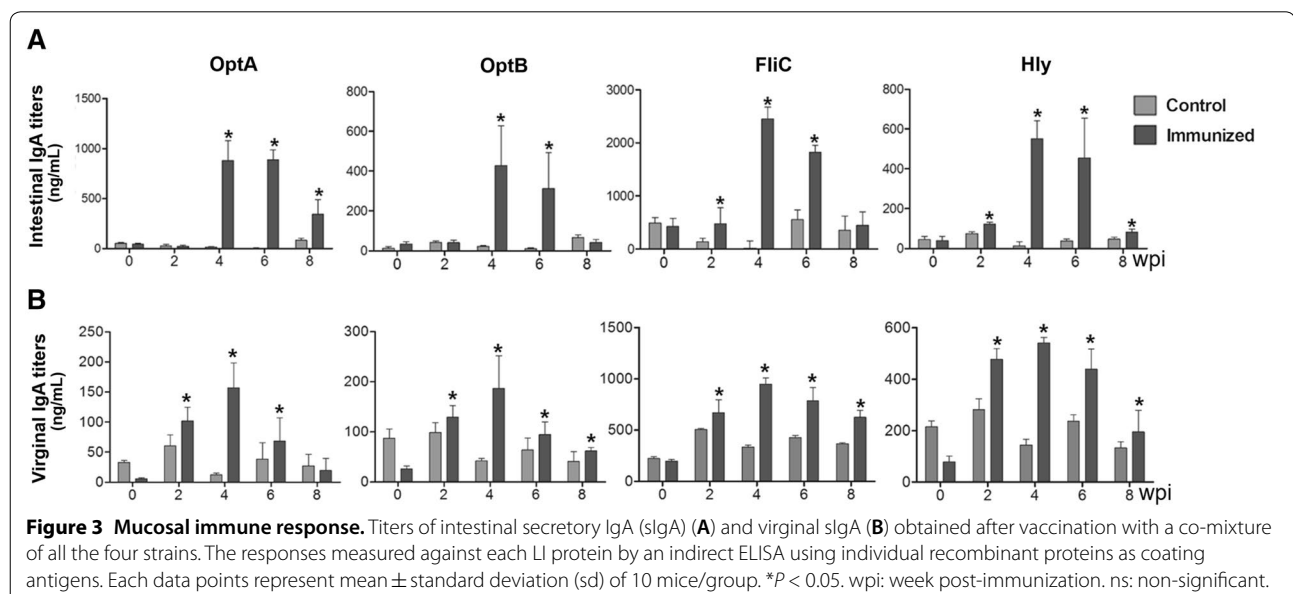 A
OptA OptB FliC Hly
Control
Immunized
Intestinal IgA titers
(ng/mL)
1500
1000
500
0
0 2 4 6 8
* * *
800
600
400
200
0
0 2 4 6 8
* *
3000
2000
1000
0
0 2 4 6 8
* * *
800
600
400
200
0
0 2 4 6 8 wpi
* * * *
B
Virginal IgA titers
(ng/mL)
250
200
150
100
50
0
0 2 4 6 8
* * *
300
200
100
0
0 2 4 6 8
* * * *
1500
1000
500
0
0 2 4 6 8
* * * *
600
400
200
0
0 2 4 6 8 wpi
* * * *
Figure 3 Mucosal immune response. Titers of intestinal secretory IgA (sIgA) (A) and virginal sIgA (B) obtained after vaccination with a co-mixture
of all the four strains. The responses measured against each LI protein by an indirect ELISA using individual recombinant proteins as coating
antigens. Each data points represent mean ± standard deviation (sd) of 10 mice/group. *P < 0.05. wpi: week post-immunization. ns: non-significant.